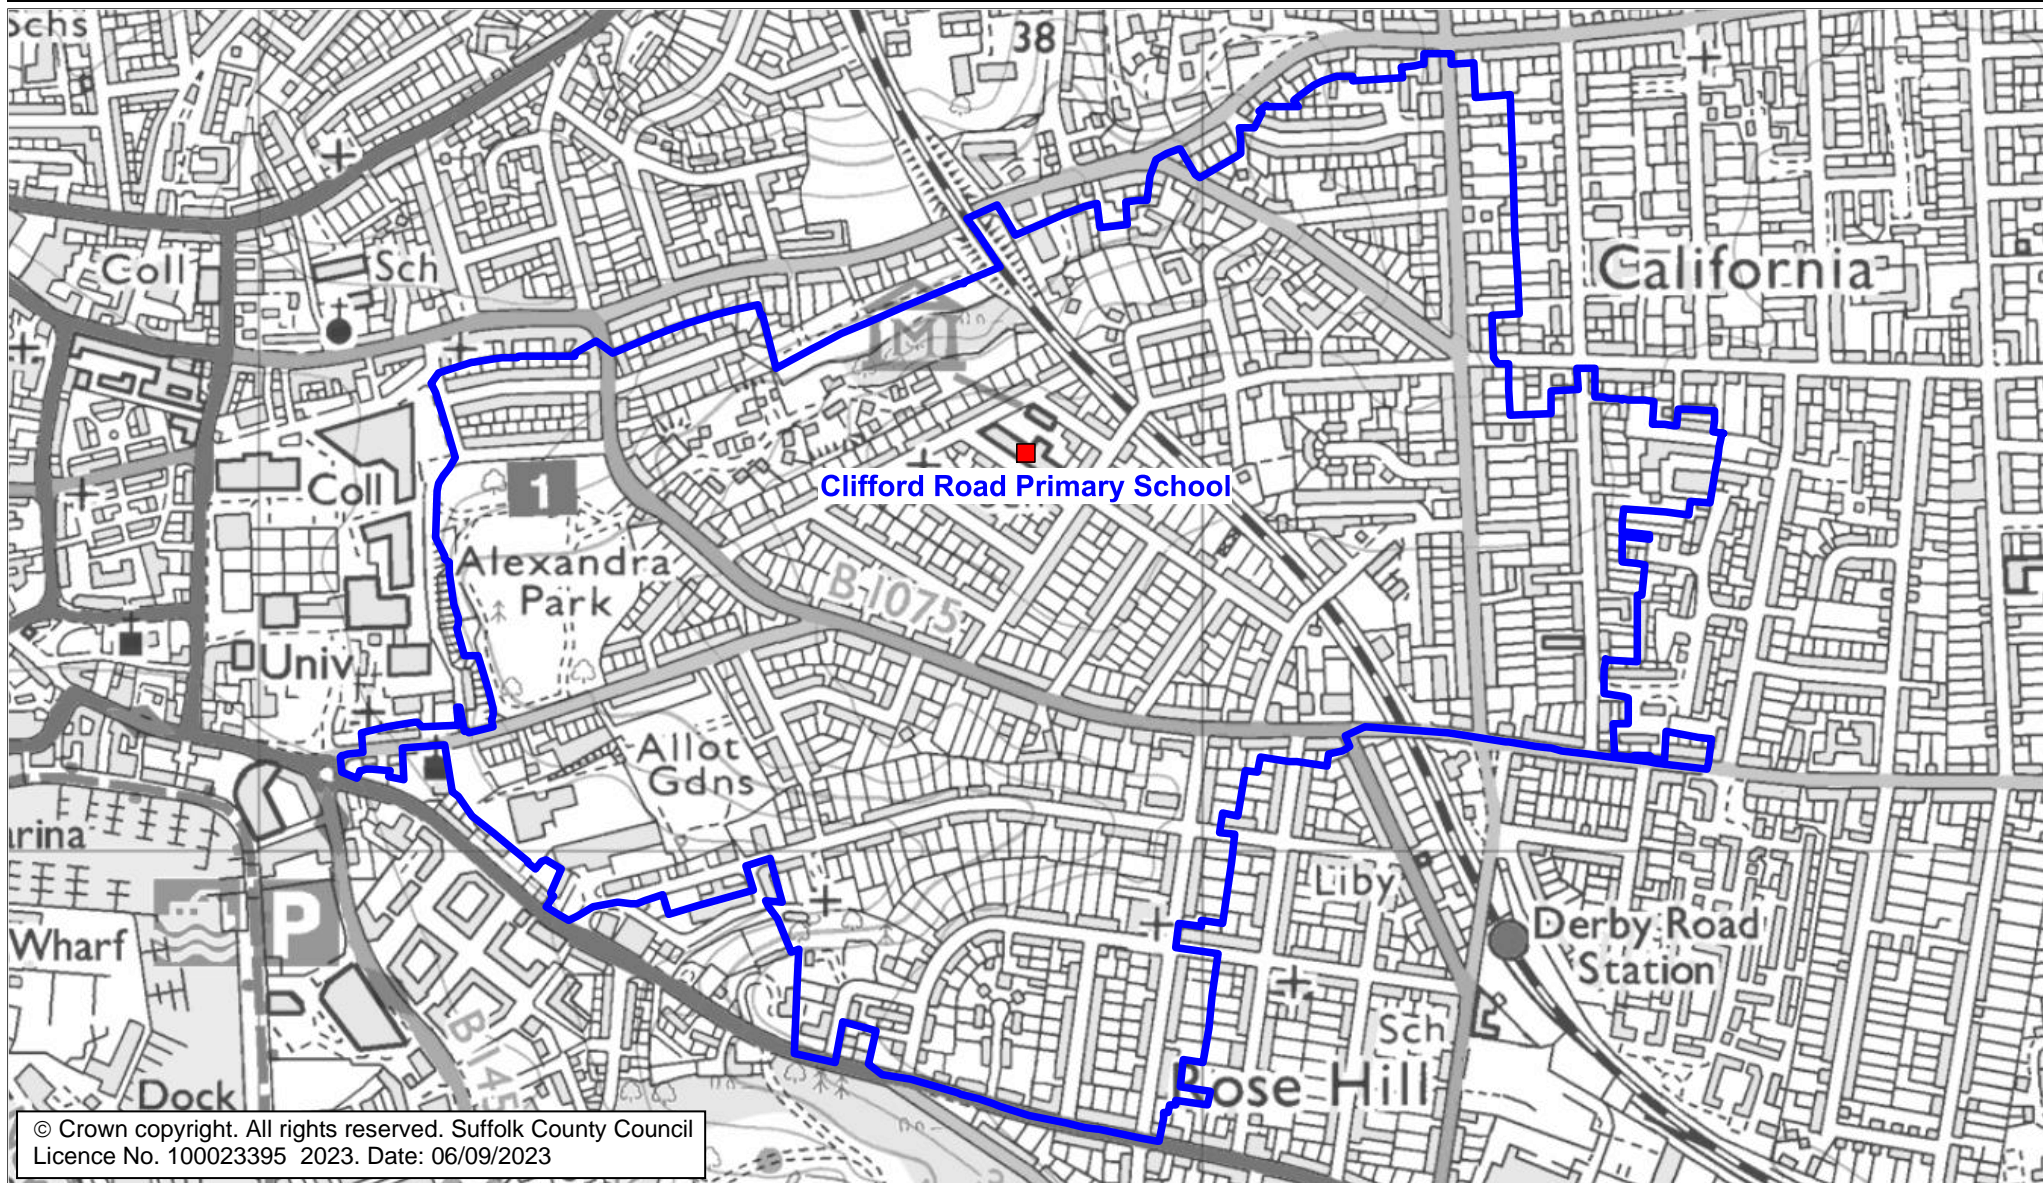 Schs
38
Coll
Sch
California
M
Clifford Road Primary School
1
Coll
Alexandra
Park
B 1075
Univ
Allot
Gdns
arina
Liby
P
Wharf
Derby Road
Station
Sch
Rose Hill
Dock
© Crown copyright. All rights reserved. Suffolk County Council
Licence No. 100023395 2023. Date: 06/09/2023